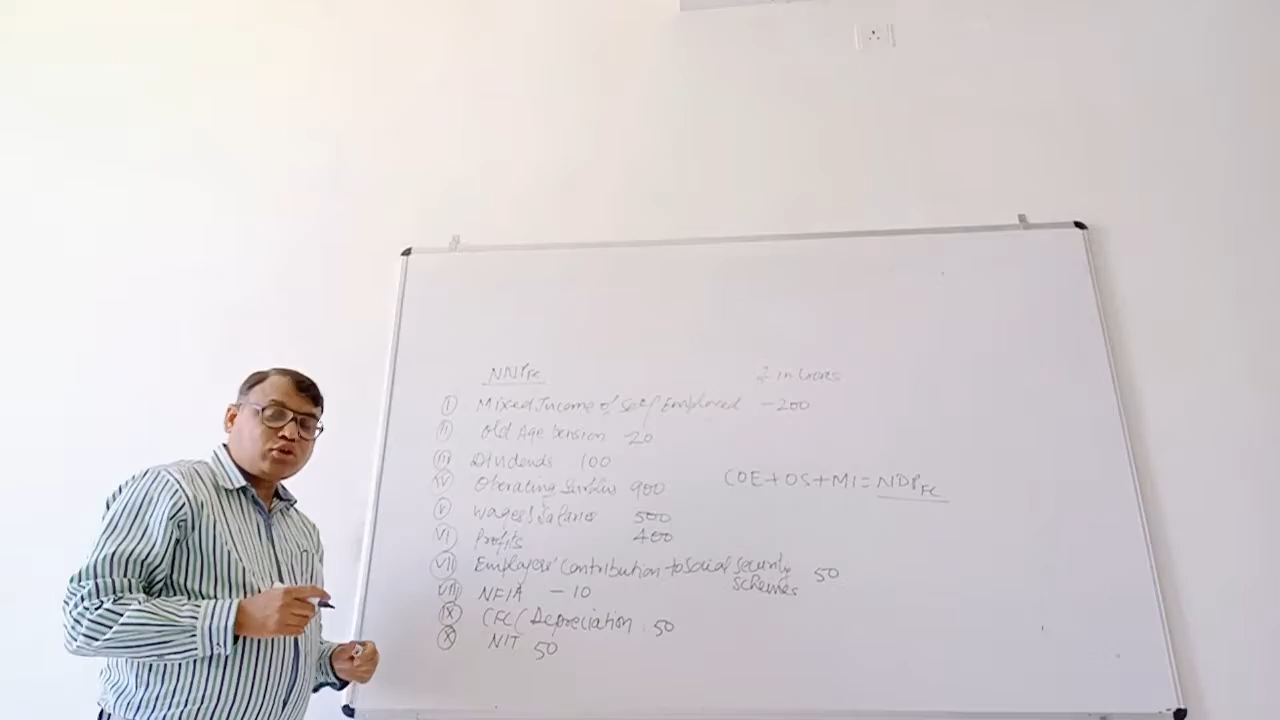 NNPFC
₹ in Crores
(i) Mixed Income of Self Employed - 200
(ii) Old Age Pension 20
(iii) Dividends 100
(iv) Operating Surplus 900
COE+OS+MI = NDPFC
(v) Wages & Salaries 500
(vi) Profits 400
(vii) Employers' Contribution to Social Security
Schemes 50
(viii) NFIA - 10
(ix) CFC/Depreciation 50
(x) NIT 50